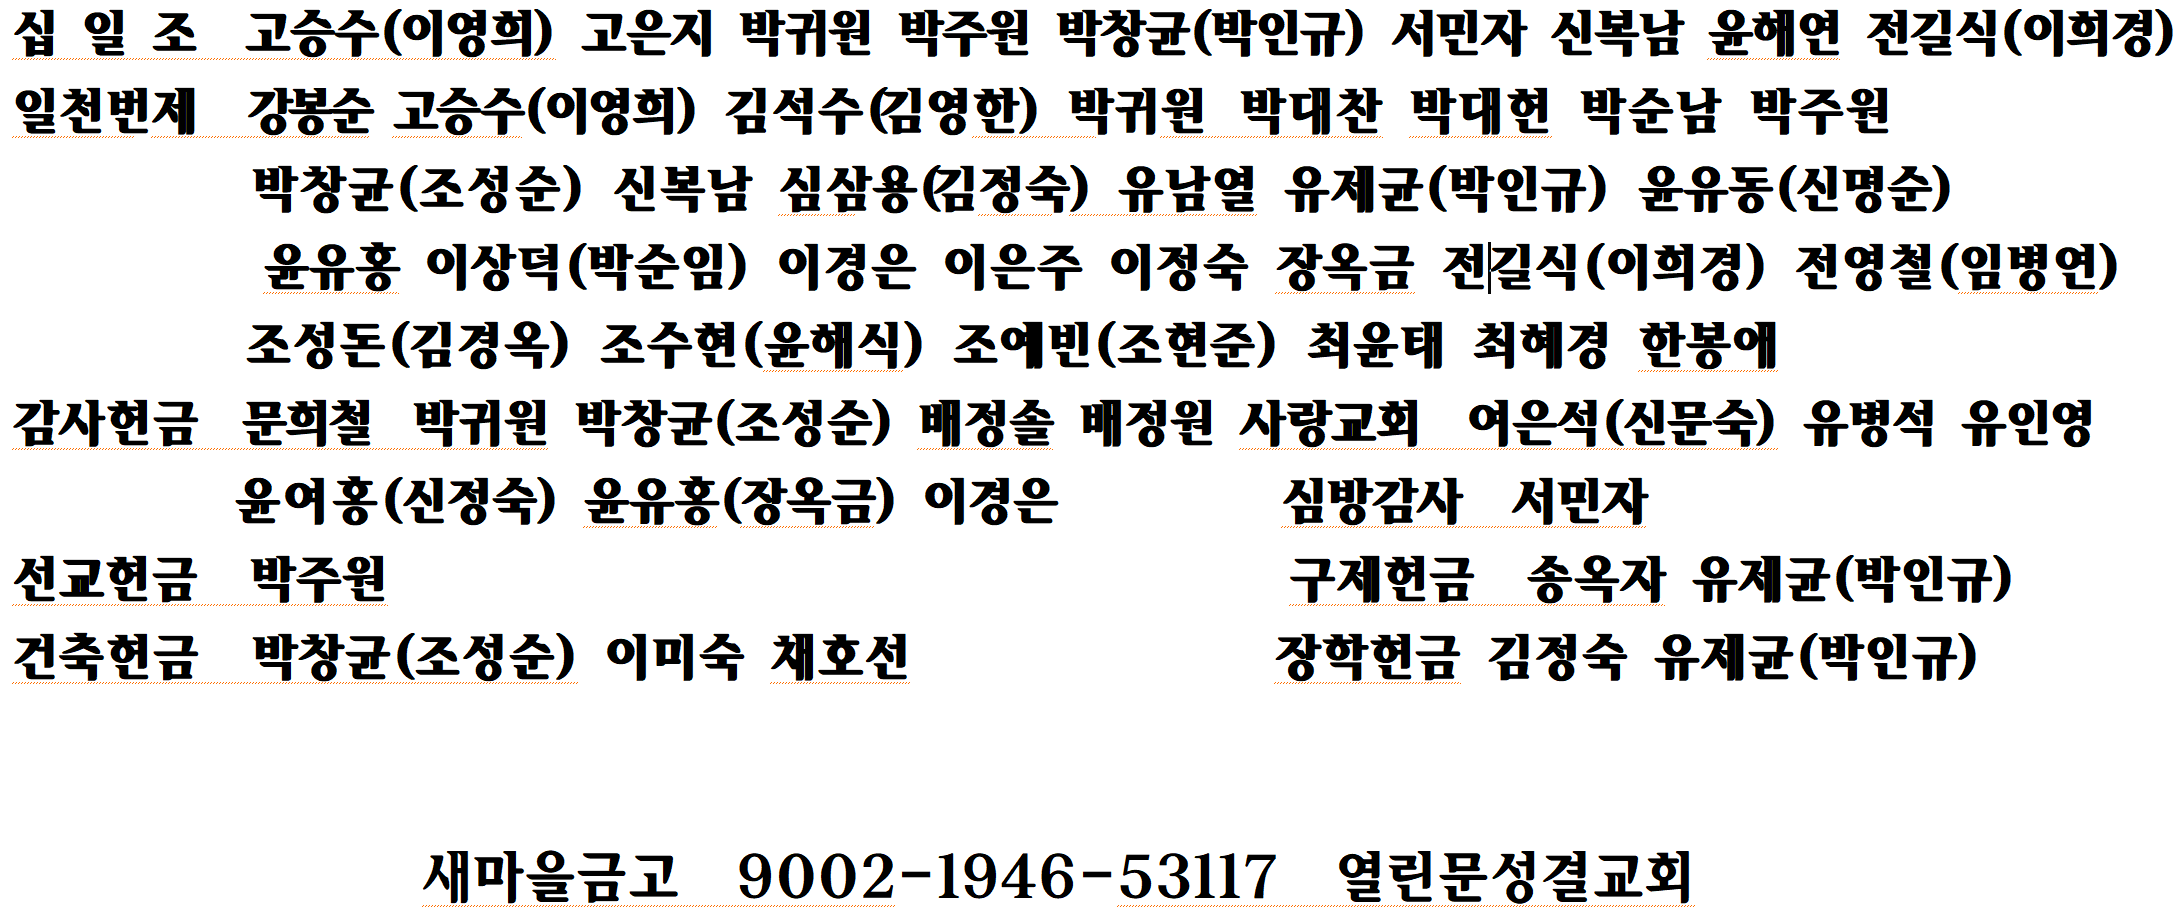 십 일 조 고승수(이영희) 고은지 박귀원 박주원 박창균(박인규) 서민자 신복남 윤해연 전길식(이희경)
일천번제 강봉순 고승수(이영희) 김석수(김영한) 박귀원 박대찬 박대헌 박순남 박주원
박창균(조성순) 신복남 심삼용(김정숙) 유남열 유제균(박인규) 윤유동(신명순)
윤유홍 이상덕(박순임) 이경은 이은주 이정숙 장옥금 전길식(이희경) 전영철(임병연)
조성돈(김경옥) 조수현(윤해식) 조예빈(조현준) 최윤태 최혜경 한봉애
감사헌금 문희철 박귀원 박창균(조성순) 배정솔 배정원 사랑교회 여은석(신문숙) 유병석 유인영
윤여홍(신정숙) 윤유홍(장옥금) 이경은 심방감사 서민자
선교헌금 박주원 구제헌금 송옥자 유제균(박인규)
건축헌금 박창균(조성순) 이미숙 채호선 장학헌금 김정숙 유제균(박인규)
새마을금고 9002-1946-53117 열린문성결교회